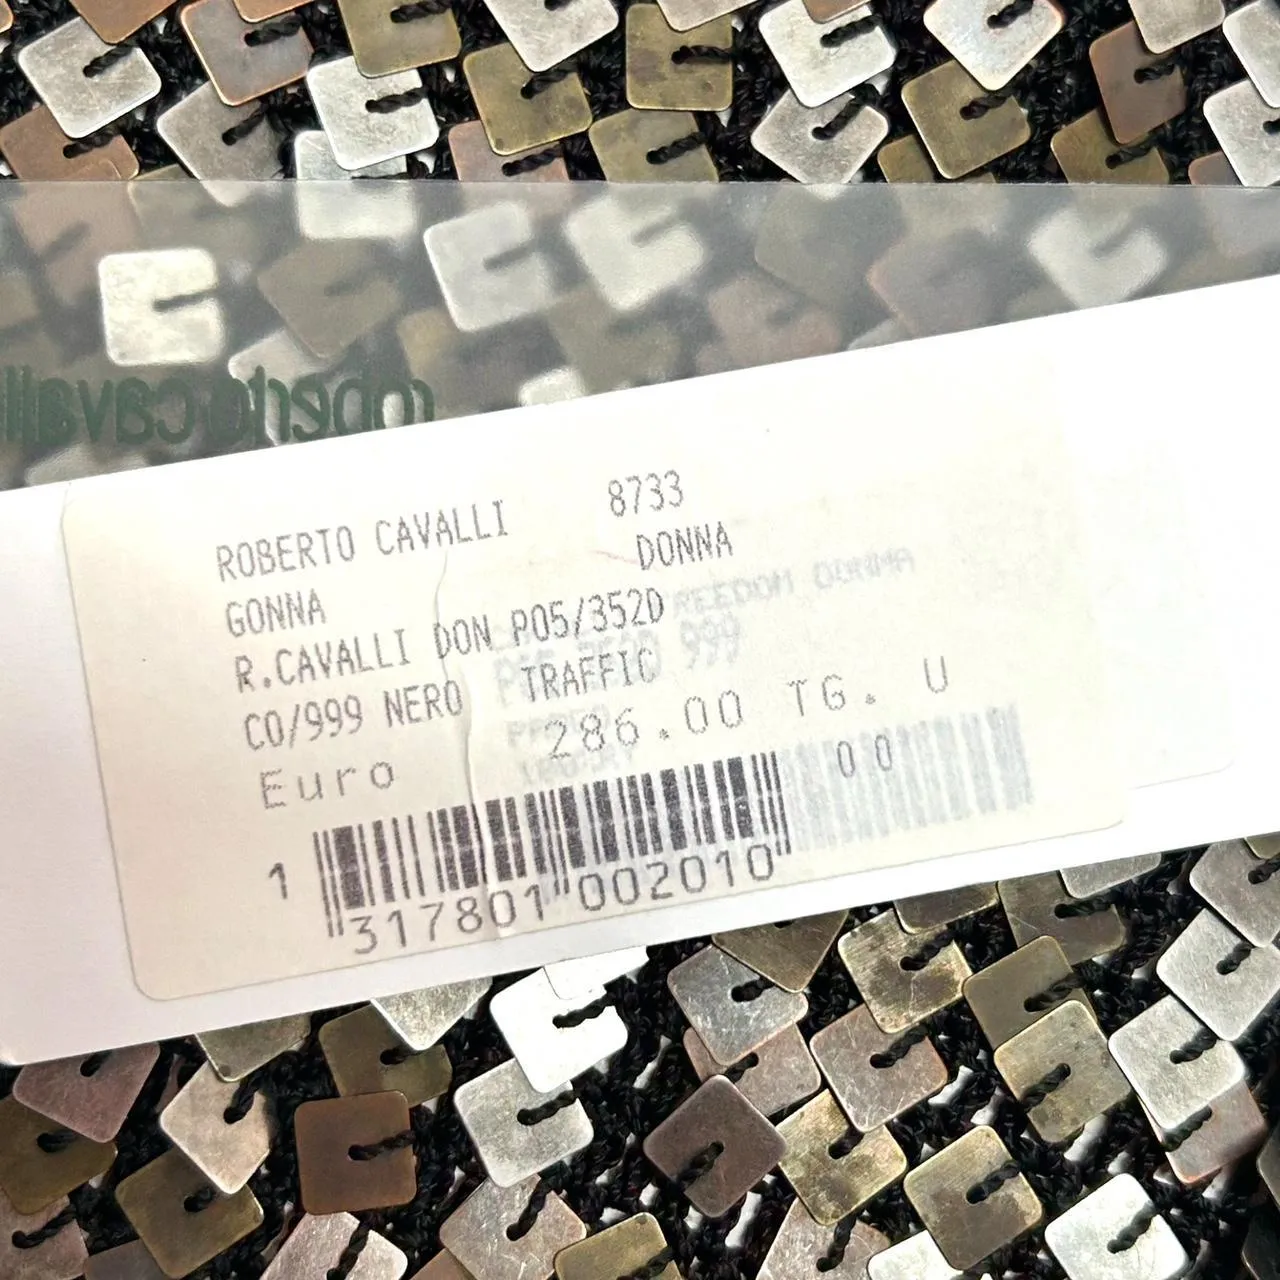 roberto cavalli
ROBERTO CAVALLI 8733
GONNA DONNA
R.CAVALLI DON P05/352D
CO/999 NERO TRAFFIC
Euro 286.00 TG. U
00
1 317801 002010